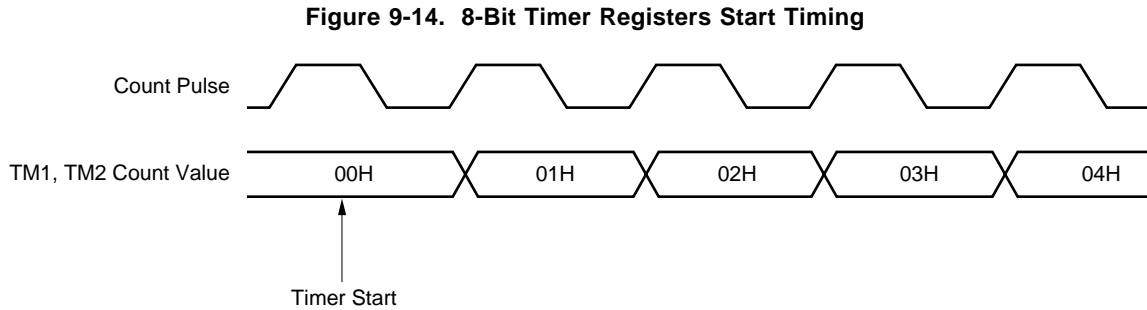 Figure 9-14. 8-Bit Timer Registers Start Timing
Count Pulse
TM1, TM2 Count Value
00H
01H
02H
03H
04H
Timer Start